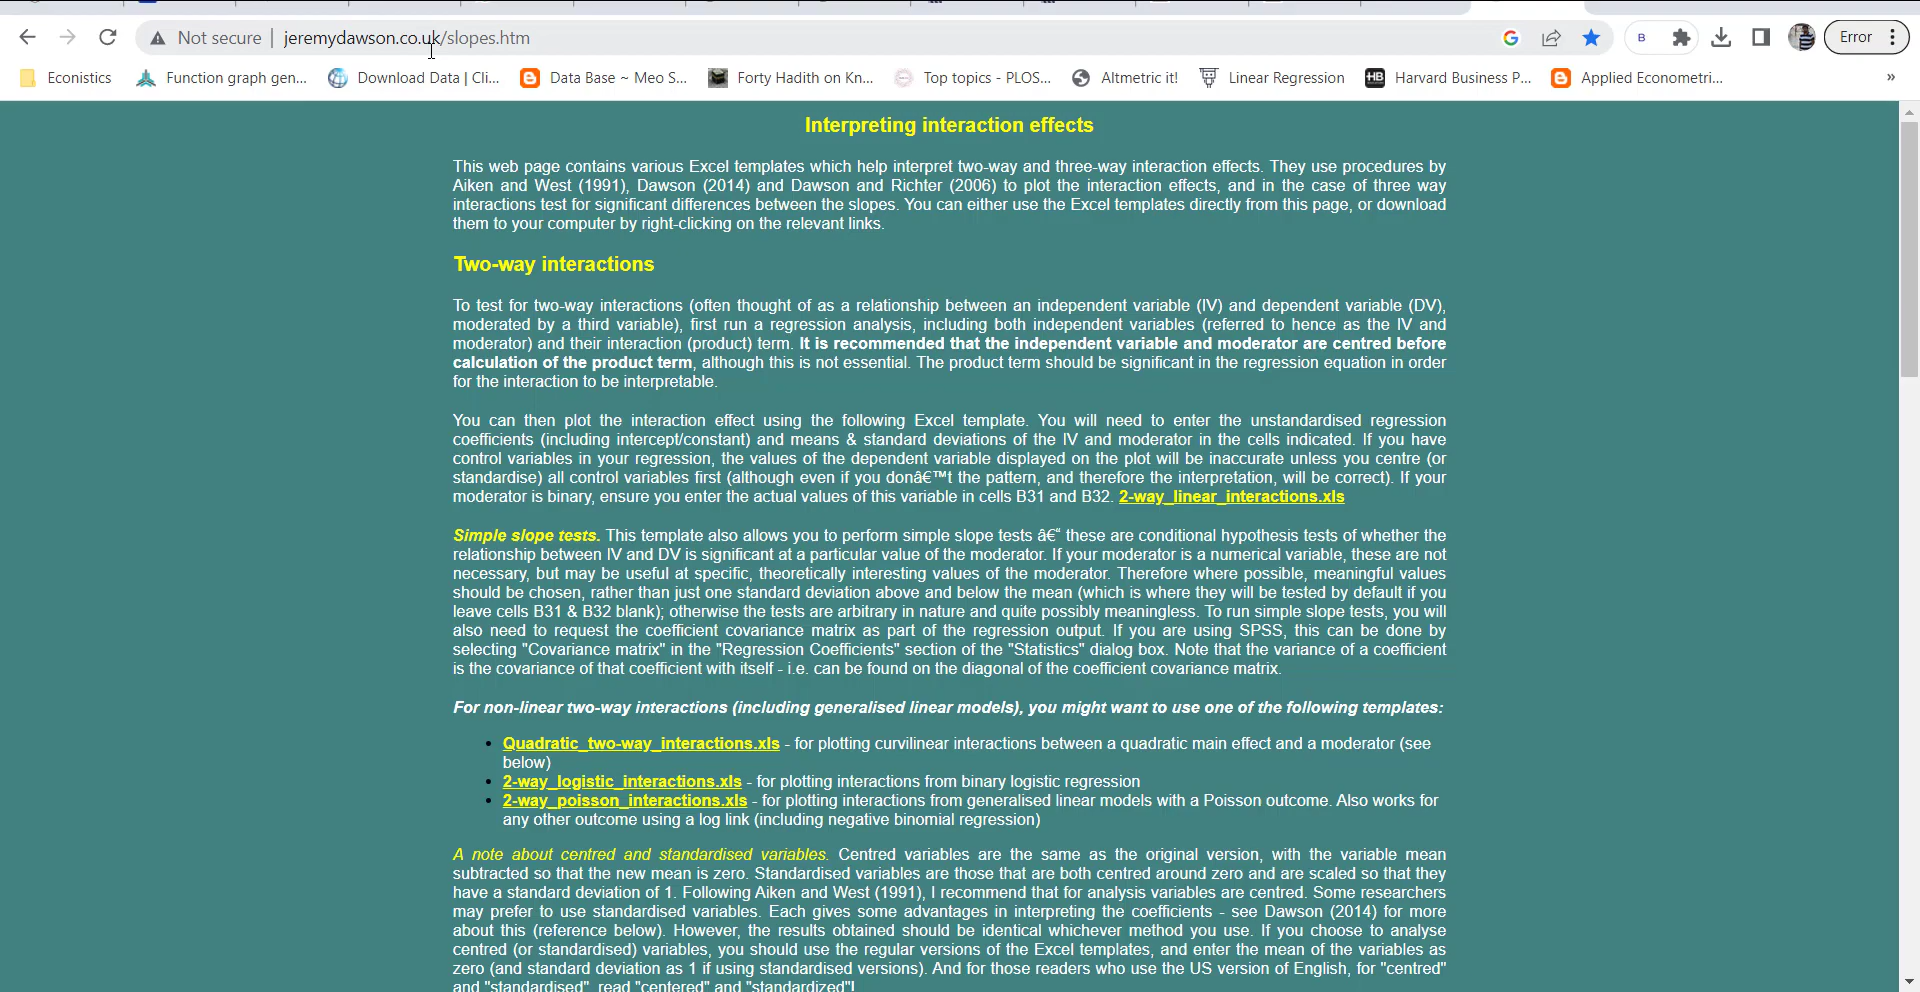 Not secure | jeremydawson.co.uk/slopes.htm
Error
Econistics Function graph gen... Download Data | Cli... Data Base ~ Meo S... Forty Hadith on Kn... Top topics - PLOS... Altmetric it! Linear Regression Harvard Business P... Applied Econometri... »
Interpreting interaction effects
This web page contains various Excel templates which help interpret two-way and three-way interaction effects. They use procedures by
Aiken and West (1991), Dawson (2014) and Dawson and Richter (2006) to plot the interaction effects, and in the case of three way
interactions test for significant differences between the slopes. You can either use the Excel templates directly from this page, or download
them to your computer by right-clicking on the relevant links.
Two-way interactions
To test for two-way interactions (often thought of as a relationship between an independent variable (IV) and dependent variable (DV),
moderated by a third variable), first run a regression analysis, including both independent variables (referred to hence as the IV and
moderator) and their interaction (product) term. It is recommended that the independent variable and moderator are centred before
calculation of the product term, although this is not essential. The product term should be significant in the regression equation in order
for the interaction to be interpretable.
You can then plot the interaction effect using the following Excel template. You will need to enter the unstandardised regression
coefficients (including intercept/constant) and means & standard deviations of the IV and moderator in the cells indicated. If you have
control variables in your regression, the values of the dependent variable displayed on the plot will be inaccurate unless you centre (or
standardise) all control variables first (although even if you donâ€™t the pattern, and therefore the interpretation, will be correct). If your
moderator is binary, ensure you enter the actual values of this variable in cells B31 and B32. 2-way_linear_interactions.xls
Simple slope tests. This template also allows you to perform simple slope tests â€“ these are conditional hypothesis tests of whether the
relationship between IV and DV is significant at a particular value of the moderator. If your moderator is a numerical variable, these are not
necessary, but may be useful at specific, theoretically interesting values of the moderator. Therefore where possible, meaningful values
should be chosen, rather than just one standard deviation above and below the mean (which is where they will be tested by default if you
leave cells B31 & B32 blank); otherwise the tests are arbitrary in nature and quite possibly meaningless. To run simple slope tests, you will
also need to request the coefficient covariance matrix as part of the regression output. If you are using SPSS, this can be done by
selecting "Covariance matrix" in the "Regression Coefficients" section of the "Statistics" dialog box. Note that the variance of a coefficient
is the covariance of that coefficient with itself - i.e. can be found on the diagonal of the coefficient covariance matrix.
For non-linear two-way interactions (including generalised linear models), you might want to use one of the following templates:
• Quadratic_two-way_interactions.xls - for plotting curvilinear interactions between a quadratic main effect and a moderator (see
below)
• 2-way_logistic_interactions.xls - for plotting interactions from binary logistic regression
• 2-way_poisson_interactions.xls - for plotting interactions from generalised linear models with a Poisson outcome. Also works for
any other outcome using a log link (including negative binomial regression)
A note about centred and standardised variables. Centred variables are the same as the original version, with the variable mean
subtracted so that the new mean is zero. Standardised variables are those that are both centred around zero and are scaled so that they
have a standard deviation of 1. Following Aiken and West (1991), I recommend that for analysis variables are centred. Some researchers
may prefer to use standardised variables. Each gives some advantages in interpreting the coefficients - see Dawson (2014) for more
about this (reference below). However, the results obtained should be identical whichever method you use. If you choose to analyse
centred (or standardised) variables, you should use the regular versions of the Excel templates, and enter the mean of the variables as
zero (and standard deviation as 1 if using standardised versions). And for those readers who use the US version of English, for "centred"
and "standardised", read "centered" and "standardized"!